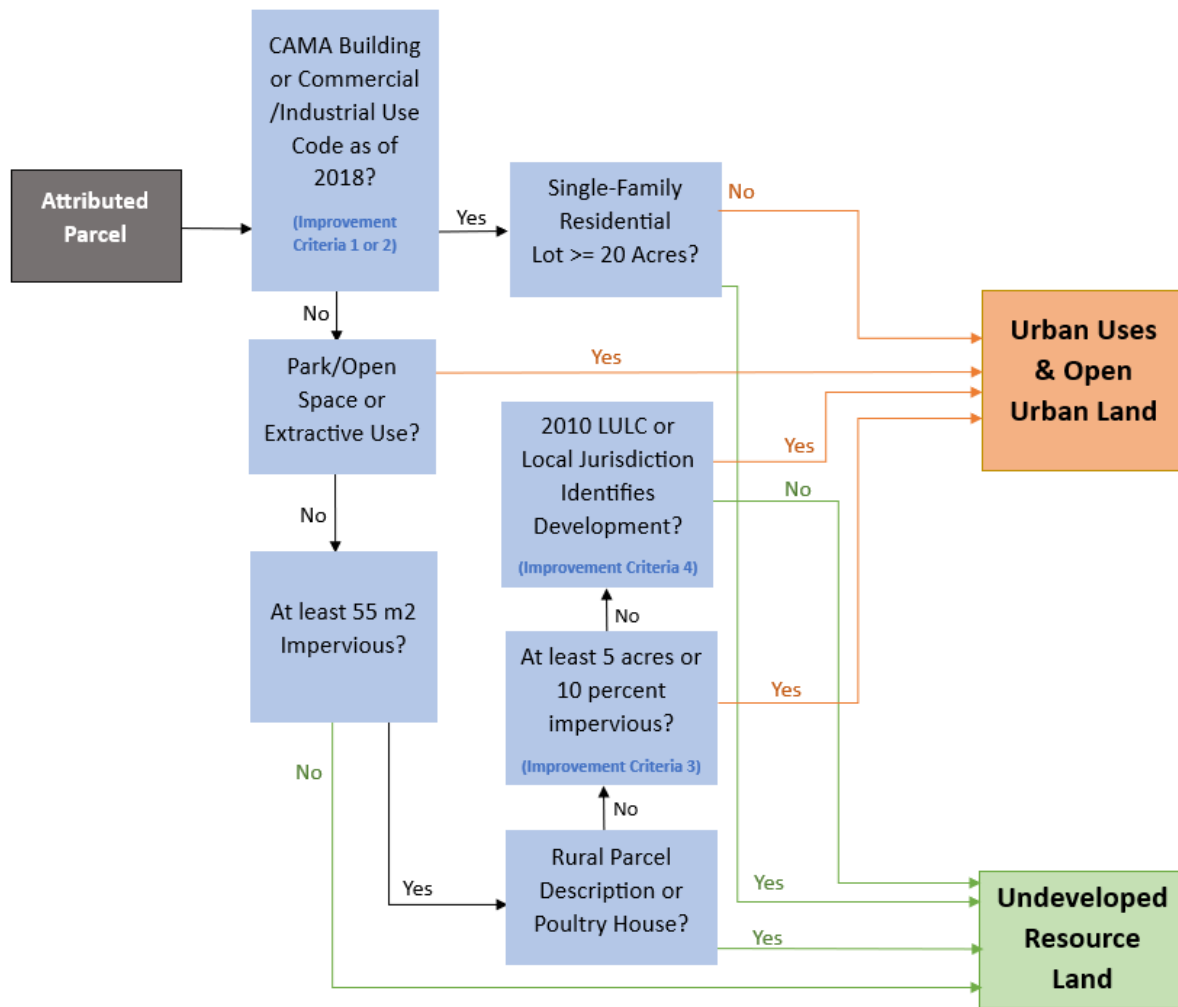 CAMA Building
or Commercial
/Industrial Use
Code as of
2018?
(Improvement
Criteria 1 or 2)
Attributed
Parcel
Yes
Single-Family
Residential
Lot >= 20 Acres?
No
No
Park/Open
Space or
Extractive Use?
Yes
Urban Uses
& Open
Urban Land
2010 LULC or
Local Jurisdiction
Identifies
Development?
(Improvement Criteria 4)
Yes
No
No
At least 55 m2
Impervious?
No
At least 5 acres or
10 percent
impervious?
(Improvement Criteria 3)
Yes
No
No
Yes
Rural Parcel
Description or
Poultry House?
Yes
Yes
Undeveloped
Resource
Land